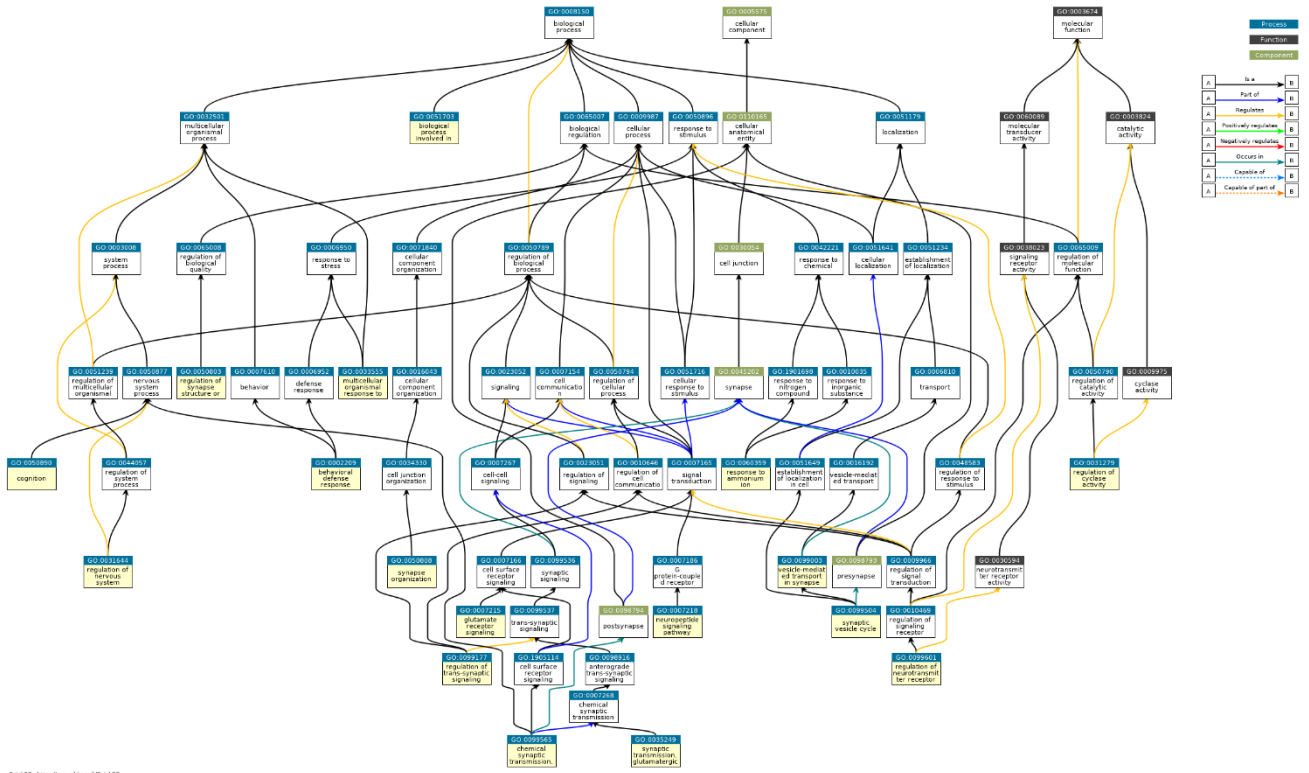 GO:0008150
biological
process
GO:0005575
cellular
component
GO:0003674
molecular
function
Process
Function
Component
A Is a B
A Part of B
A Regulates B
A Positively regulates B
A Negatively regulates B
A Occurs in B
A Capable of B
A Capable of part of B
GO:0032501
multicellular
organismal
process
GO:0051703
biological
process
involved in
GO:0065007
biological
regulation
GO:0009987
cellular
process
GO:0050896
response to
stimulus
GO:0110165
cellular
anatomical
entity
GO:0051179
localization
GO:0060089
molecular
transducer
activity
GO:0003824
catalytic
activity
GO:0003008
system
process
GO:0065008
regulation of
biological
quality
GO:0006950
response to
stress
GO:0071840
cellular
component
organization
GO:0050789
regulation of
biological
process
GO:0030054
cell junction
GO:0042221
response to
chemical
GO:0051641
cellular
localization
GO:0051234
establishment
of localization
GO:0038023
signaling
receptor
activity
GO:0065009
regulation of
molecular
function
GO:0051239
regulation of
multicellular
organismal
GO:0050877
nervous
system
process
GO:0050803
regulation of
synapse
structure or
GO:0007610
behavior
GO:0006952
defense
response
GO:0033555
multicellular
organismal
response to
GO:0016043
cellular
component
organization
GO:0023052
signaling
GO:0007154
cell
communicatio
n
GO:0050794
regulation of
cellular
process
GO:0051716
cellular
response to
stimulus
GO:0045202
synapse
GO:1901698
response to
nitrogen
compound
GO:0010035
response to
inorganic
substance
GO:0006810
transport
GO:0050790
regulation of
catalytic
activity
GO:0009975
cyclase
activity
GO:0050890
cognition
GO:0044057
regulation of
system
process
GO:0002209
behavioral
defense
response
GO:0034330
cell junction
organization
GO:0007267
cell-cell
signaling
GO:0023051
regulation of
signaling
GO:0010646
regulation of
cell
communicatio
GO:0007165
signal
transduction
GO:0060359
response to
ammonium
ion
GO:0051649
establishment
of localization
in cell
GO:0016192
vesicle-mediat
ed transport
GO:0048583
regulation of
response to
stimulus
GO:0031279
regulation of
cyclase
activity
GO:0031644
regulation of
nervous
system
GO:0050808
synapse
organization
GO:0007166
cell surface
receptor
signaling
GO:0099536
synaptic
signaling
GO:0007186
G
protein-couple
d receptor
GO:0099003
vesicle-mediat
ed transport
in synapse
GO:0098793
presynapse
GO:0009966
regulation of
signal
transduction
GO:0030594
neurotransmit
ter receptor
activity
GO:0007215
glutamate
receptor
signaling
GO:0099537
trans-synaptic
signaling
GO:0098794
postsynapse
GO:0007218
neuropeptide
signaling
pathway
GO:0099504
synaptic
vesicle cycle
GO:0010469
regulation of
signaling
receptor
GO:0099177
regulation of
trans-synaptic
signaling
GO:1905114
cell surface
receptor
signaling
GO:0098916
anterograde
trans-synaptic
signaling
GO:0099601
regulation of
neurotransmit
ter receptor
GO:0007268
chemical
synaptic
transmission
GO:0099565
chemical
synaptic
transmission,
GO:0035249
synaptic
transmission,
glutamatergic